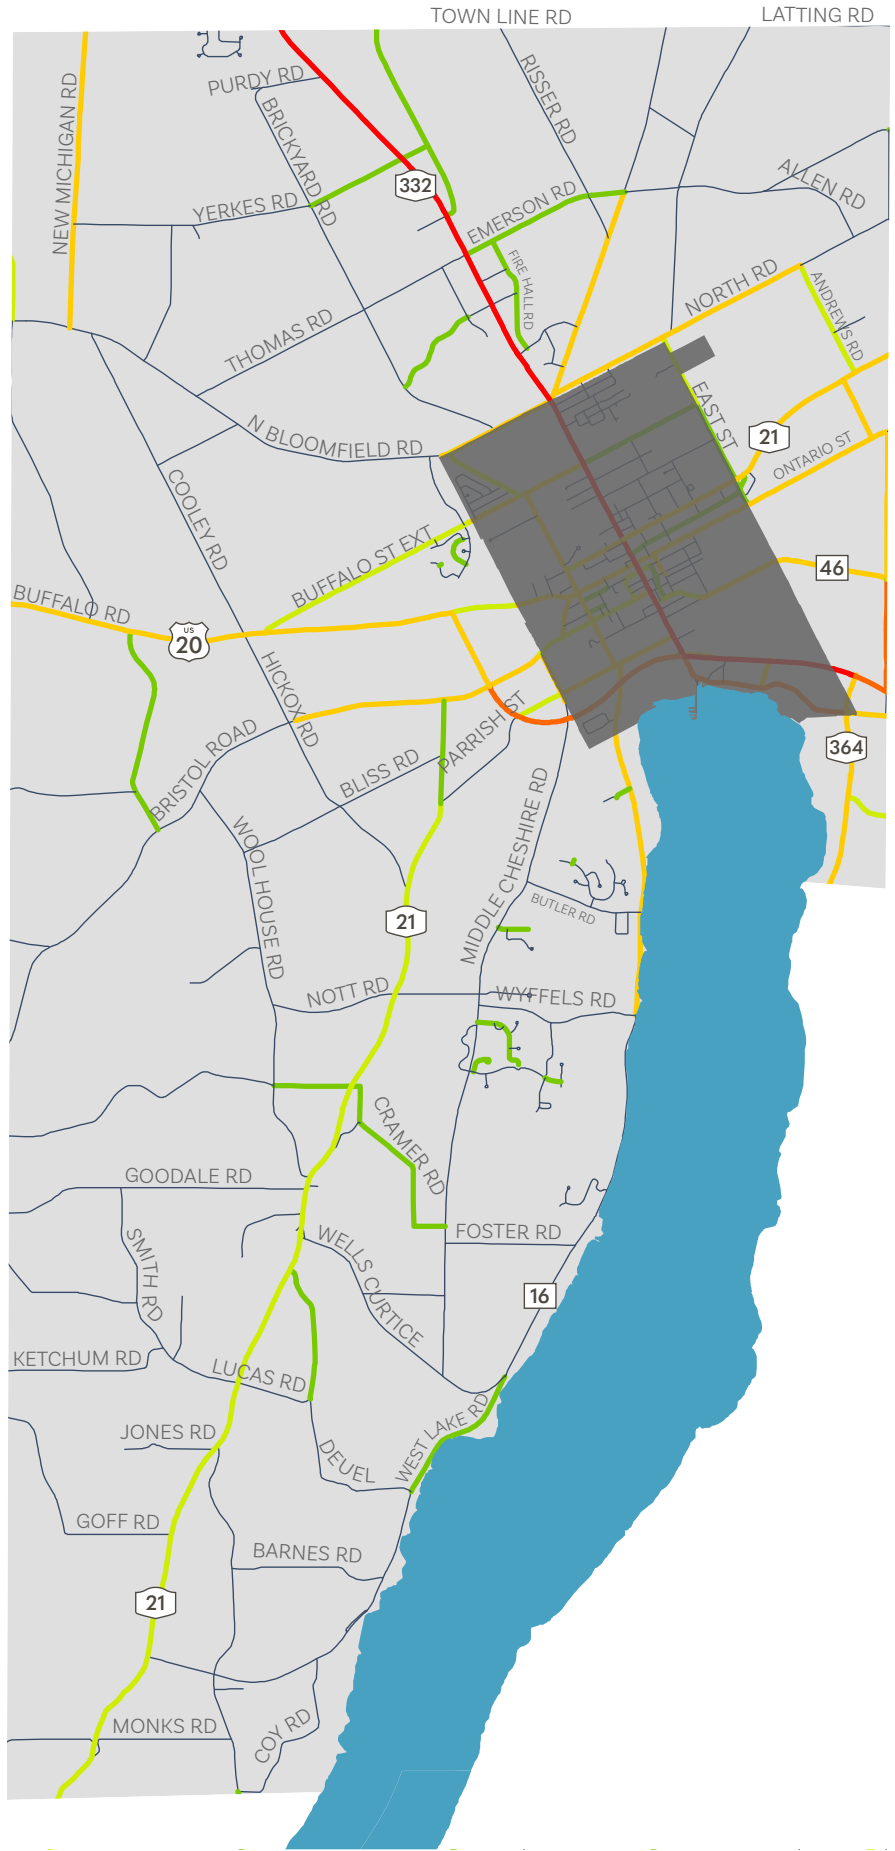 TOWN LINE RD
LATTING RD
NEW MICHIGAN RD
PURDY RD
BRICKYARD RD
RISSER RD
332
YERKES RD
EMERSON RD
ALLEN RD
FIRE HALL RD
NORTH RD
ANDREWS RD
THOMAS RD
N BLOOMFIELD RD
EAST ST
21
ONTARIO ST
COOLEY RD
BUFFALO ST EXT
46
BUFFALO RD
US
20
HICKOX RD
BRISTOL ROAD
PARRISH ST
364
BLISS RD
MIDDLE CHESHIRE RD
WOOL HOUSE RD
21
BUTLER RD
NOTT RD
WYFFELS RD
CRAMER RD
GOODALE RD
FOSTER RD
SMITH RD
WELLS CURTICE
16
KETCHUM RD
LUCAS RD
WEST LAKE RD
JONES RD
DEUEL
GOFF RD
BARNES RD
21
MONKS RD
COY RD